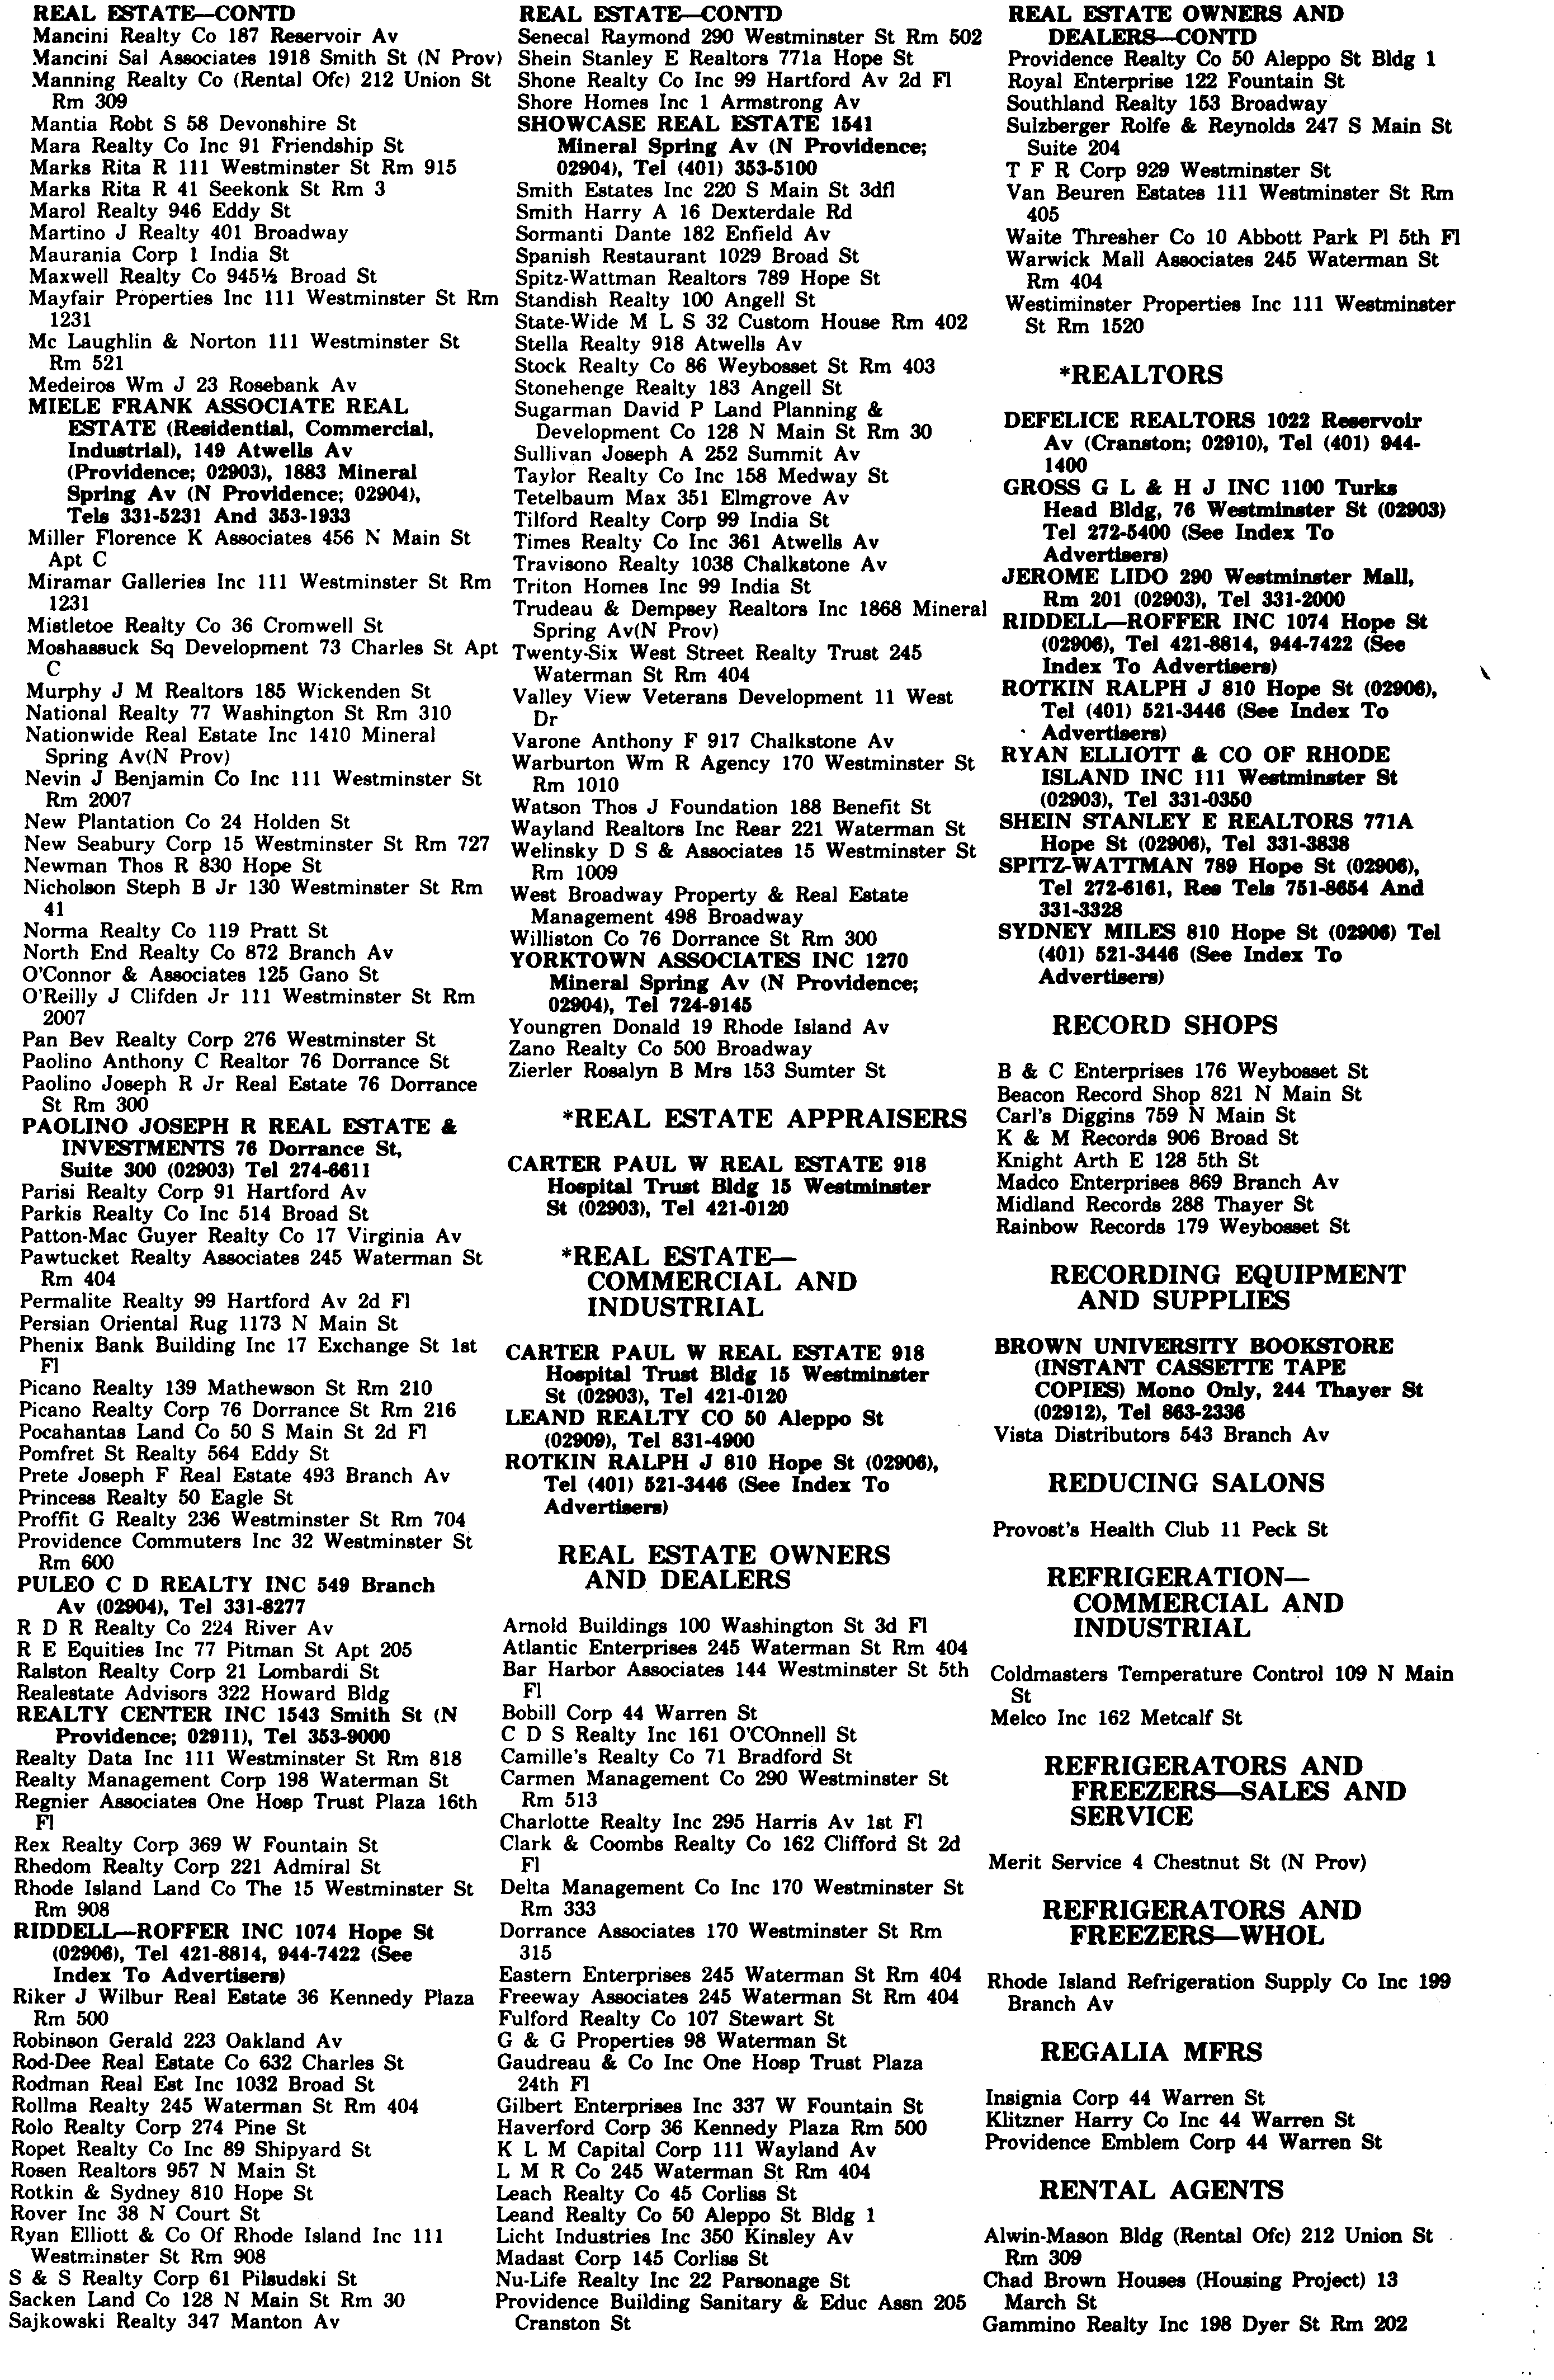 REAL ESTATE—CONTD
Mancini Realty Co 187 Reservoir Av
Mancini Sal Associates 1918 Smith St (N Prov)
Manning Realty Co (Rental Ofc) 212 Union St
Rm 309
Mantia Robt S 58 Devonshire St
Mara Realty Co Inc 91 Friendship St
Marks Rita R 111 Westminster St Rm 915
Marks Rita R 41 Seekonk St Rm 3
Marol Realty 946 Eddy St
Martino J Realty 401 Broadway
Maurania Corp 1 India St
Maxwell Realty Co 945½ Broad St
Mayfair Properties Inc 111 Westminster St Rm
1231
Mc Laughlin & Norton 111 Westminster St
Rm 521
Medeiros Wm J 23 Rosebank Av
MIELE FRANK ASSOCIATE REAL
ESTATE (Residential, Commercial,
Industrial), 149 Atwells Av
(Providence; 02903), 1883 Mineral
Spring Av (N Providence; 02904),
Tels 331-5231 And 353-1933
Miller Florence K Associates 456 N Main St
Apt C
Miramar Galleries Inc 111 Westminster St Rm
1231
Mistletoe Realty Co 36 Cromwell St
Moshassuck Sq Development 73 Charles St Apt
C
Murphy J M Realtors 185 Wickenden St
National Realty 77 Washington St Rm 310
Nationwide Real Estate Inc 1410 Mineral
Spring Av(N Prov)
Nevin J Benjamin Co Inc 111 Westminster St
Rm 2007
New Plantation Co 24 Holden St
New Seabury Corp 15 Westminster St Rm 727
Newman Thos R 830 Hope St
Nicholson Steph B Jr 130 Westminster St Rm
41
Norma Realty Co 119 Pratt St
North End Realty Co 872 Branch Av
O'Connor & Associates 125 Gano St
O'Reilly J Clifden Jr 111 Westminster St Rm
2007
Pan Bev Realty Corp 276 Westminster St
Paolino Anthony C Realtor 76 Dorrance St
Paolino Joseph R Jr Real Estate 76 Dorrance
St Rm 300
PAOLINO JOSEPH R REAL ESTATE &
INVESTMENTS 76 Dorrance St,
Suite 300 (02903) Tel 274-6611
Parisi Realty Corp 91 Hartford Av
Parkis Realty Co Inc 514 Broad St
Patton-Mac Guyer Realty Co 17 Virginia Av
Pawtucket Realty Associates 245 Waterman St
Rm 404
Permalite Realty 99 Hartford Av 2d Fl
Persian Oriental Rug 1173 N Main St
Phenix Bank Building Inc 17 Exchange St 1st
Fl
Picano Realty 139 Mathewson St Rm 210
Picano Realty Corp 76 Dorrance St Rm 216
Pocahantas Land Co 50 S Main St 2d Fl
Pomfret St Realty 564 Eddy St
Prete Joseph F Real Estate 493 Branch Av
Princess Realty 50 Eagle St
Proffit G Realty 236 Westminster St Rm 704
Providence Commuters Inc 32 Westminster St
Rm 600
PULEO C D REALTY INC 549 Branch
Av (02904), Tel 331-8277
R D R Realty Co 224 River Av
R E Equities Inc 77 Pitman St Apt 205
Ralston Realty Corp 21 Lombardi St
Realestate Advisors 322 Howard Bldg
REALTY CENTER INC 1543 Smith St (N
Providence; 02911), Tel 353-9000
Realty Data Inc 111 Westminster St Rm 818
Realty Management Corp 198 Waterman St
Regnier Associates One Hosp Trust Plaza 16th
Fl
Rex Realty Corp 369 W Fountain St
Rhedom Realty Corp 221 Admiral St
Rhode Island Land Co The 15 Westminster St
Rm 908
RIDDELL—ROFFER INC 1074 Hope St
(02906), Tel 421-8814, 944-7422 (See
Index To Advertisers)
Riker J Wilbur Real Estate 36 Kennedy Plaza
Rm 500
Robinson Gerald 223 Oakland Av
Rod-Dee Real Estate Co 632 Charles St
Rodman Real Est Inc 1032 Broad St
Rollma Realty 245 Waterman St Rm 404
Rolo Realty Corp 274 Pine St
Ropet Realty Co Inc 89 Shipyard St
Rosen Realtors 957 N Main St
Rotkin & Sydney 810 Hope St
Rover Inc 38 N Court St
Ryan Elliott & Co Of Rhode Island Inc 111
Westminster St Rm 908
S & S Realty Corp 61 Pilsudski St
Sacken Land Co 128 N Main St Rm 30
Sajkowski Realty 347 Manton Av
REAL ESTATE—CONTD
Senecal Raymond 290 Westminster St Rm 502
Shein Stanley E Realtors 771a Hope St
Shone Realty Co Inc 99 Hartford Av 2d Fl
Shore Homes Inc 1 Armstrong Av
SHOWCASE REAL ESTATE 1541
Mineral Spring Av (N Providence;
02904), Tel (401) 353-5100
Smith Estates Inc 220 S Main St 3dfl
Smith Harry A 16 Dexterdale Rd
Sormanti Dante 182 Enfield Av
Spanish Restaurant 1029 Broad St
Spitz-Wattman Realtors 789 Hope St
Standish Realty 100 Angell St
State-Wide M L S 32 Custom House Rm 402
Stella Realty 918 Atwells Av
Stock Realty Co 86 Weybosset St Rm 403
Stonehenge Realty 183 Angell St
Sugarman David P Land Planning &
Development Co 128 N Main St Rm 30
Sullivan Joseph A 252 Summit Av
Taylor Realty Co Inc 158 Medway St
Tetelbaum Max 351 Elmgrove Av
Tilford Realty Corp 99 India St
Times Realty Co Inc 361 Atwells Av
Travisono Realty 1038 Chalkstone Av
Triton Homes Inc 99 India St
Trudeau & Dempsey Realtors Inc 1868 Mineral
Spring Av(N Prov)
Twenty-Six West Street Realty Trust 245
Waterman St Rm 404
Valley View Veterans Development 11 West
Dr
Varone Anthony F 917 Chalkstone Av
Warburton Wm R Agency 170 Westminster St
Rm 1010
Watson Thos J Foundation 188 Benefit St
Wayland Realtors Inc Rear 221 Waterman St
Welinsky D S & Associates 15 Westminster St
Rm 1009
West Broadway Property & Real Estate
Management 498 Broadway
Williston Co 76 Dorrance St Rm 300
YORKTOWN ASSOCIATES INC 1270
Mineral Spring Av (N Providence;
02904), Tel 724-9145
Youngren Donald 19 Rhode Island Av
Zano Realty Co 500 Broadway
Zierler Rosalyn B Mrs 153 Sumter St
*REAL ESTATE APPRAISERS
CARTER PAUL W REAL ESTATE 918
Hospital Trust Bldg 15 Westminster
St (02903), Tel 421-0120
*REAL ESTATE—
COMMERCIAL AND
INDUSTRIAL
CARTER PAUL W REAL ESTATE 918
Hospital Trust Bldg 15 Westminster
St (02903), Tel 421-0120
LEAND REALTY CO 50 Aleppo St
(02909), Tel 831-4900
ROTKIN RALPH J 810 Hope St (02906),
Tel (401) 521-3446 (See Index To
Advertisers)
REAL ESTATE OWNERS
AND DEALERS
Arnold Buildings 100 Washington St 3d Fl
Atlantic Enterprises 245 Waterman St Rm 404
Bar Harbor Associates 144 Westminster St 5th
Fl
Bobill Corp 44 Warren St
C D S Realty Inc 161 O'COnnell St
Camille's Realty Co 71 Bradford St
Carmen Management Co 290 Westminster St
Rm 513
Charlotte Realty Inc 295 Harris Av 1st Fl
Clark & Coombs Realty Co 162 Clifford St 2d
Fl
Delta Management Co Inc 170 Westminster St
Rm 333
Dorrance Associates 170 Westminster St Rm
315
Eastern Enterprises 245 Waterman St Rm 404
Freeway Associates 245 Waterman St Rm 404
Fulford Realty Co 107 Stewart St
G & G Properties 98 Waterman St
Gaudreau & Co Inc One Hosp Trust Plaza
24th Fl
Gilbert Enterprises Inc 337 W Fountain St
Haverford Corp 36 Kennedy Plaza Rm 500
K L M Capital Corp 111 Wayland Av
L M R Co 245 Waterman St Rm 404
Leach Realty Co 45 Corliss St
Leand Realty Co 50 Aleppo St Bldg 1
Licht Industries Inc 350 Kinsley Av
Madast Corp 145 Corliss St
Nu-Life Realty Inc 22 Parsonage St
Providence Building Sanitary & Educ Assn 205
Cranston St
REAL ESTATE OWNERS AND
DEALERS—CONTD
Providence Realty Co 50 Aleppo St Bldg 1
Royal Enterprise 122 Fountain St
Southland Realty 153 Broadway
Sulzberger Rolfe & Reynolds 247 S Main St
Suite 204
T F R Corp 929 Westminster St
Van Beuren Estates 111 Westminster St Rm
405
Waite Thresher Co 10 Abbott Park Pl 5th Fl
Warwick Mall Associates 245 Waterman St
Rm 404
Westiminster Properties Inc 111 Westminster
St Rm 1520
*REALTORS
DEFELICE REALTORS 1022 Reservoir
Av (Cranston; 02910), Tel (401) 944-
1400
GROSS G L & H J INC 1100 Turks
Head Bldg, 76 Westminster St (02903)
Tel 272-5400 (See Index To
Advertisers)
JEROME LIDO 290 Westminster Mall,
Rm 201 (02903), Tel 331-2000
RIDDELL—ROFFER INC 1074 Hope St
(02906), Tel 421-8814, 944-7422 (See
Index To Advertisers)
ROTKIN RALPH J 810 Hope St (02906),
Tel (401) 521-3446 (See Index To
Advertisers)
RYAN ELLIOTT & CO OF RHODE
ISLAND INC 111 Westminster St
(02903), Tel 331-0350
SHEIN STANLEY E REALTORS 771A
Hope St (02906), Tel 331-3838
SPITZ-WATTMAN 789 Hope St (02906),
Tel 272-6161, Res Tels 751-8654 And
331-3328
SYDNEY MILES 810 Hope St (02906) Tel
(401) 521-3446 (See Index To
Advertisers)
RECORD SHOPS
B & C Enterprises 176 Weybosset St
Beacon Record Shop 821 N Main St
Carl's Diggins 759 N Main St
K & M Records 906 Broad St
Knight Arth E 128 5th St
Madco Enterprises 869 Branch Av
Midland Records 288 Thayer St
Rainbow Records 179 Weybosset St
RECORDING EQUIPMENT
AND SUPPLIES
BROWN UNIVERSITY BOOKSTORE
(INSTANT CASSETTE TAPE
COPIES) Mono Only, 244 Thayer St
(02912), Tel 863-2336
Vista Distributors 543 Branch Av
REDUCING SALONS
Provost's Health Club 11 Peck St
REFRIGERATION—
COMMERCIAL AND
INDUSTRIAL
Coldmasters Temperature Control 109 N Main
St
Melco Inc 162 Metcalf St
REFRIGERATORS AND
FREEZERS—SALES AND
SERVICE
Merit Service 4 Chestnut St (N Prov)
REFRIGERATORS AND
FREEZERS—WHOL
Rhode Island Refrigeration Supply Co Inc 199
Branch Av
REGALIA MFRS
Insignia Corp 44 Warren St
Klitzner Harry Co Inc 44 Warren St
Providence Emblem Corp 44 Warren St
RENTAL AGENTS
Alwin-Mason Bldg (Rental Ofc) 212 Union St
Rm 309
Chad Brown Houses (Housing Project) 13
March St
Gammino Realty Inc 198 Dyer St Rm 202